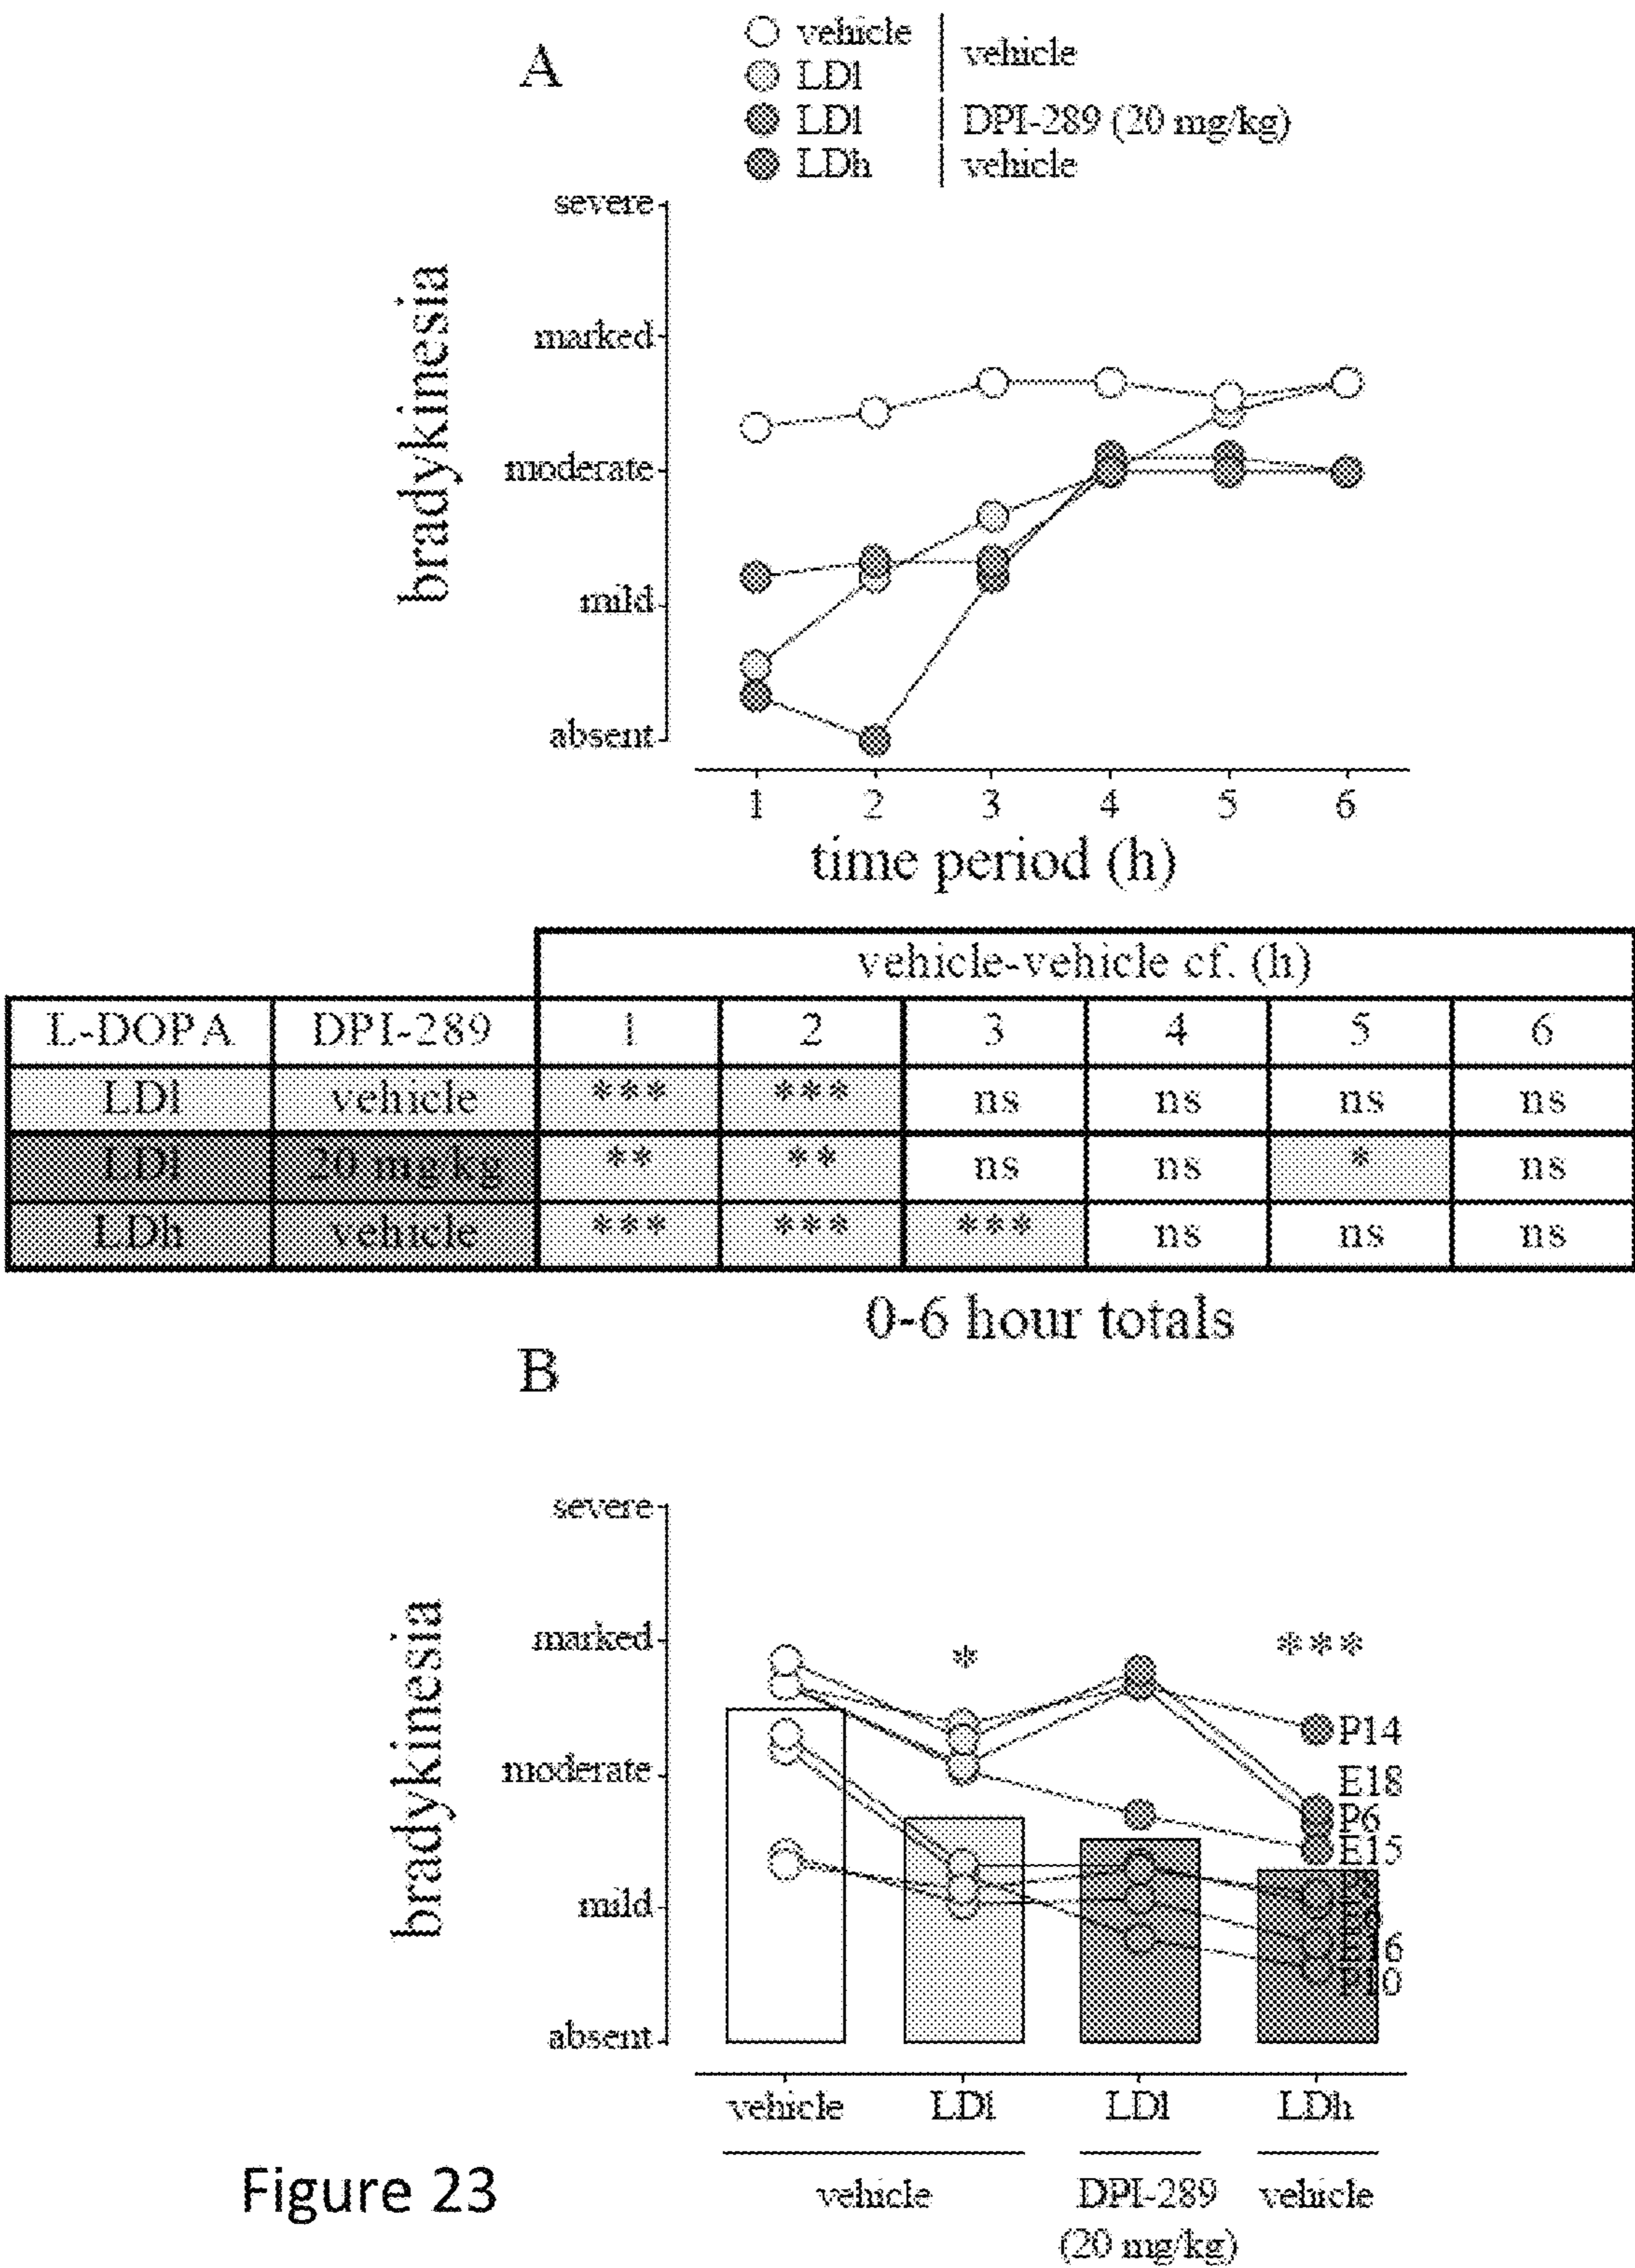 A
vehicle
LDl
vehicle
LDl
DPI-289 (20 mg/kg)
LDh
vehicle
severe
marked
moderate
mild
absent
bradykinesia
1 2 3 4 5 6
time period (h)
vehicle-vehicle cf. (h)
L-DOPA DPI-289 1 2 3 4 5 6
LDl vehicle *** *** ns ns ns ns
LDl 20 mg/kg ** ** ns ns * ns
LDh vehicle *** *** *** ns ns ns
0-6 hour totals
B
severe
marked
moderate
mild
absent
bradykinesia
* ***
P14
E18
P6
E15
E16
P10
vehicle LDl LDl LDh
vehicle DPI-289 vehicle
(20 mg/kg)
Figure 23